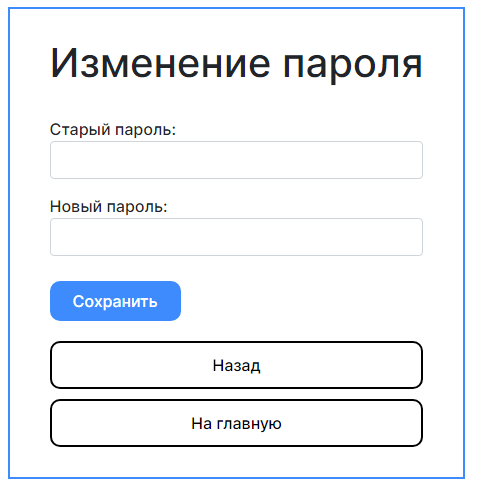 Изменение пароля
Старый пароль:
Новый пароль:
Сохранить
Назад
На главную